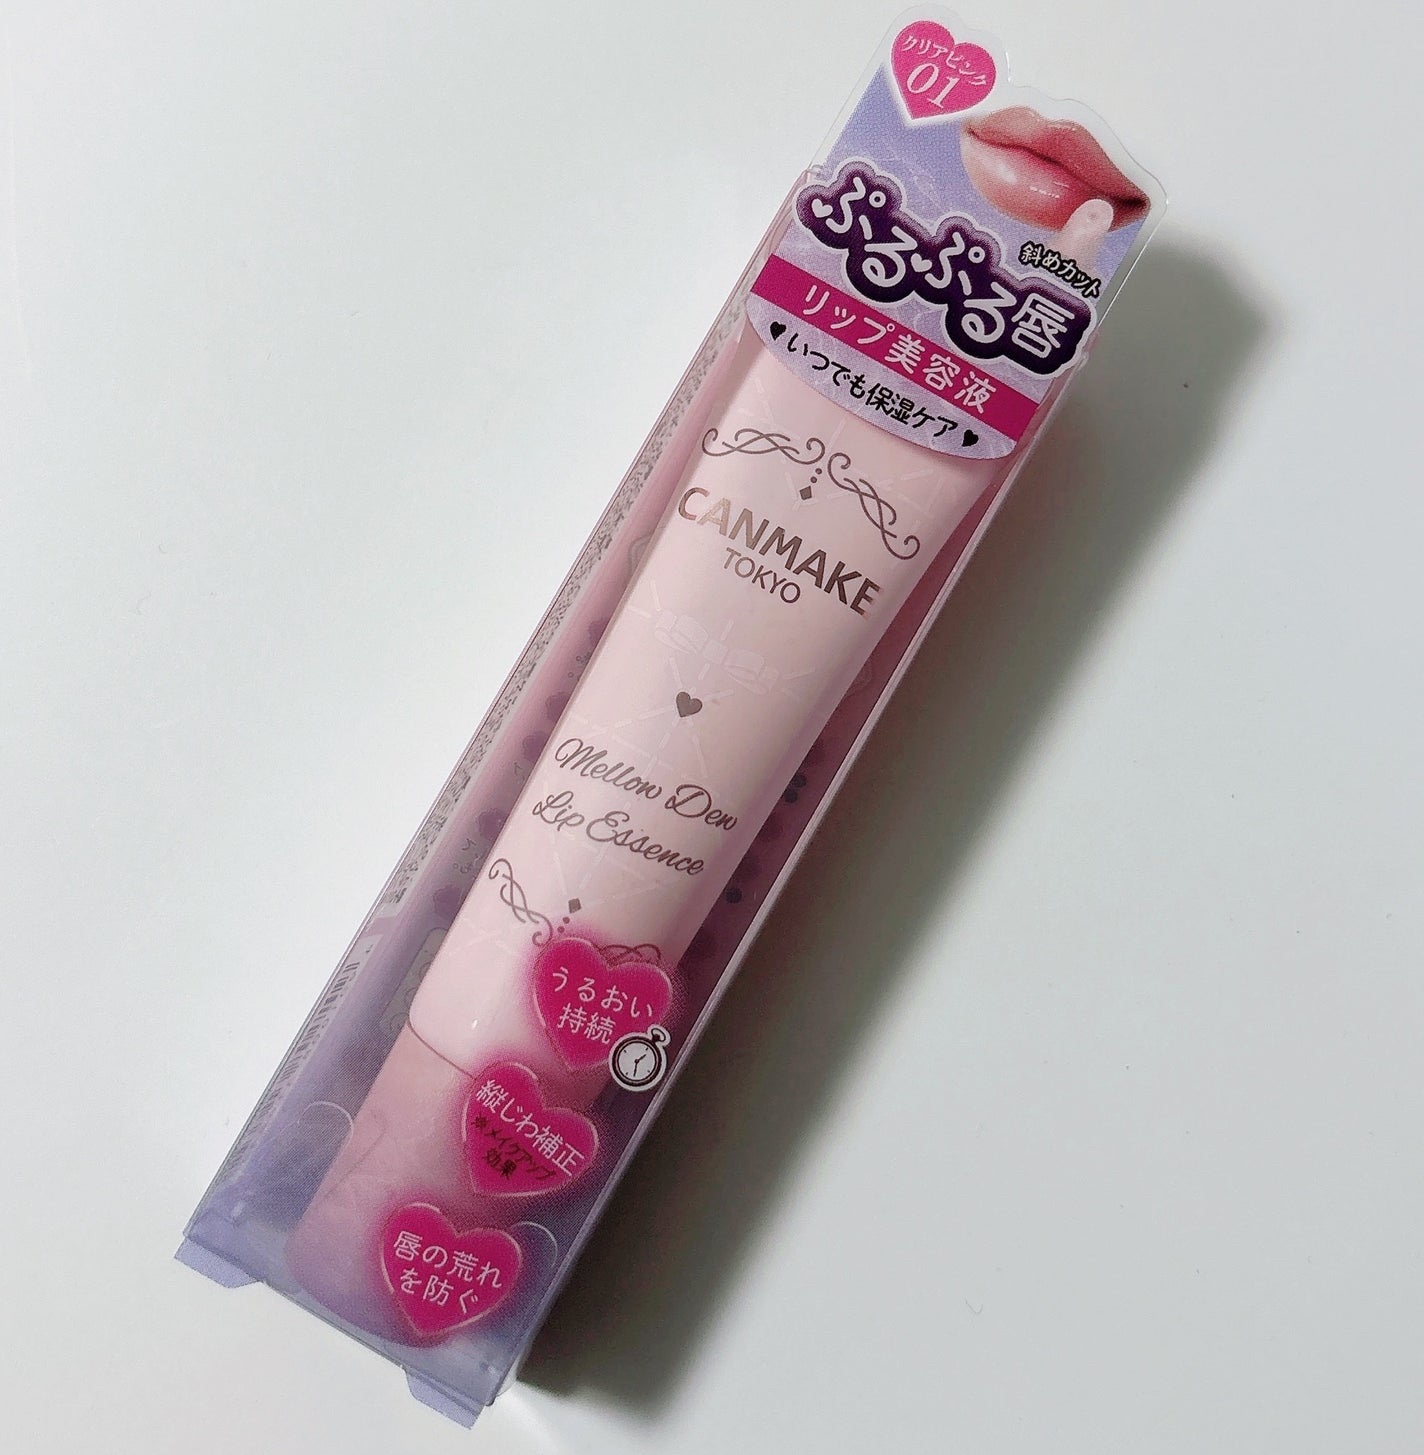 クリアピンク
01
ぷるぷる唇
斜めカット
リップ美容液
いつでも保湿ケア
CANMAKE
TOKYO
Mellow Dew
Lip Essence
うるおい
持続
縦じわ補正
※メイクアップ
効果
唇の荒れ
を防ぐ